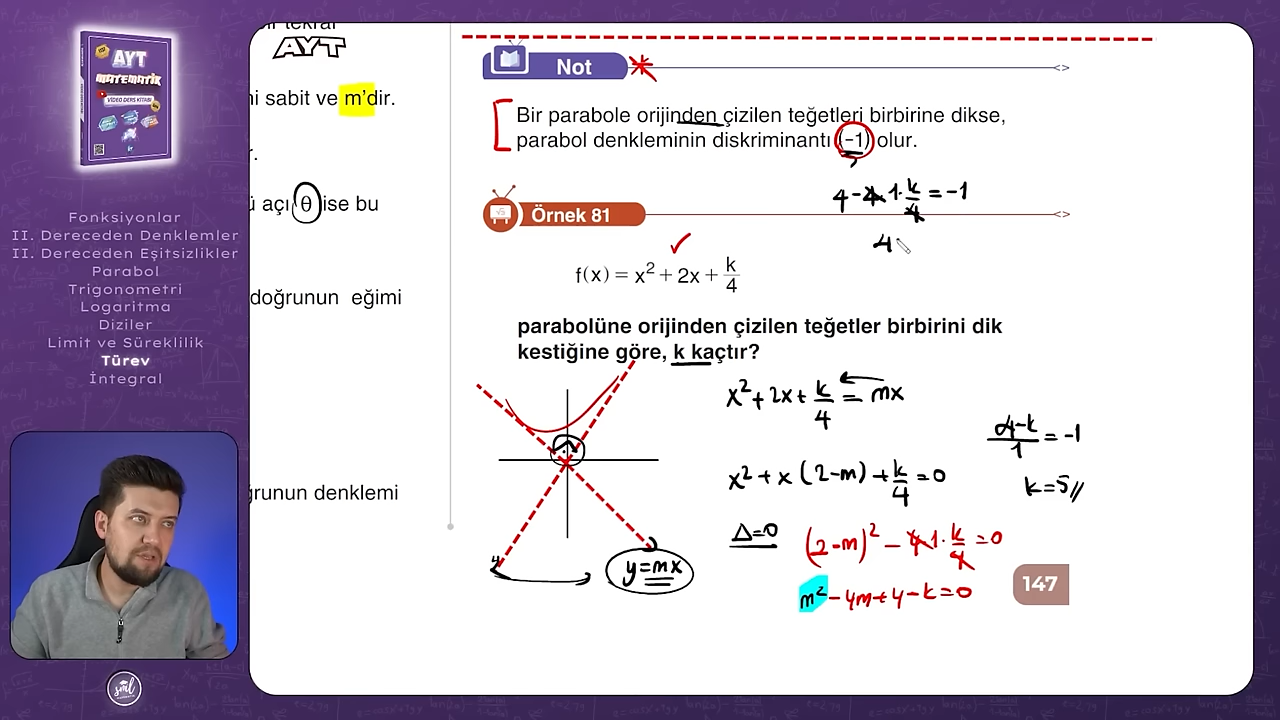 AYT
MATEMATİK
VİDEO DERS KİTABI
Fonksiyonlar
II. Dereceden Denklemler
II. Dereceden Eşitsizlikler
Parabol
Trigonometri
Logaritma
Diziler
Limit ve Süreklilik
Türev
İntegral
sml
tekrar
AYT
ni sabit ve m'dir.
r.
ü açı θ ise bu
doğrunun eğimi
ğrunun denklemi
Not
Bir parabole orijinden çizilen teğetleri birbirine dikse,
parabol denkleminin diskriminantı (–1) olur.
4 - 4.1.k/4 = -1
4
Örnek 81
f(x) = x² + 2x + k/4
parabolüne orijinden çizilen teğetler birbirini dik
kestiğine göre, k kaçtır?
x² + 2x + k/4 = mx
x² + x(2-m) + k/4 = 0
Δ=0
(2-m)² - 4.1.k/4 = 0
m² - 4m + 4 - k = 0
4-k/1 = -1
k=5//
y=mx
147